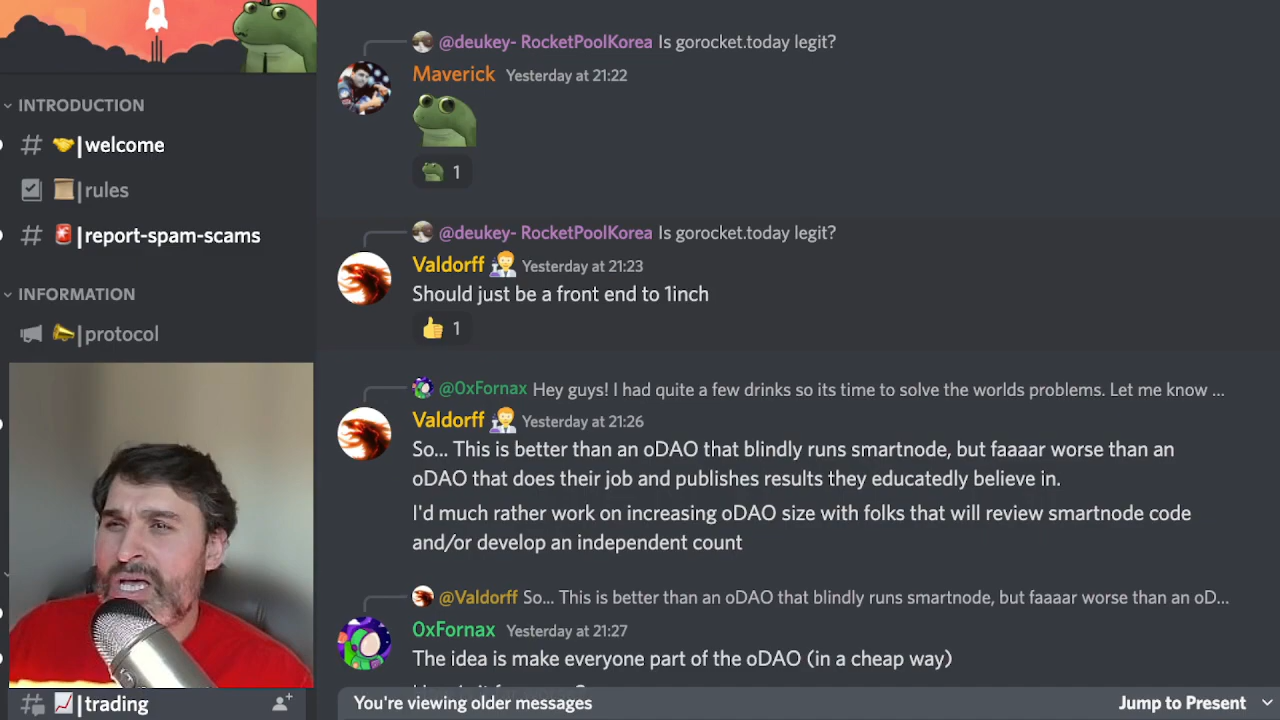 INTRODUCTION
|welcome
|rules
|report-spam-scams
INFORMATION
|protocol
|trading
@deukey- RocketPoolKorea Is gorocket.today legit?
Maverick Yesterday at 21:22
1
@deukey- RocketPoolKorea Is gorocket.today legit?
Valdorff Yesterday at 21:23
Should just be a front end to 1inch
1
@0xFornax Hey guys! I had quite a few drinks so its time to solve the worlds problems. Let me know ...
Valdorff Yesterday at 21:26
So... This is better than an oDAO that blindly runs smartnode, but faaaar worse than an
oDAO that does their job and publishes results they educatedly believe in.
I'd much rather work on increasing oDAO size with folks that will review smartnode code
and/or develop an independent count
@Valdorff So... This is better than an oDAO that blindly runs smartnode, but faaaar worse than an oD...
0xFornax Yesterday at 21:27
The idea is make everyone part of the oDAO (in a cheap way)
You're viewing older messages
Jump to Present